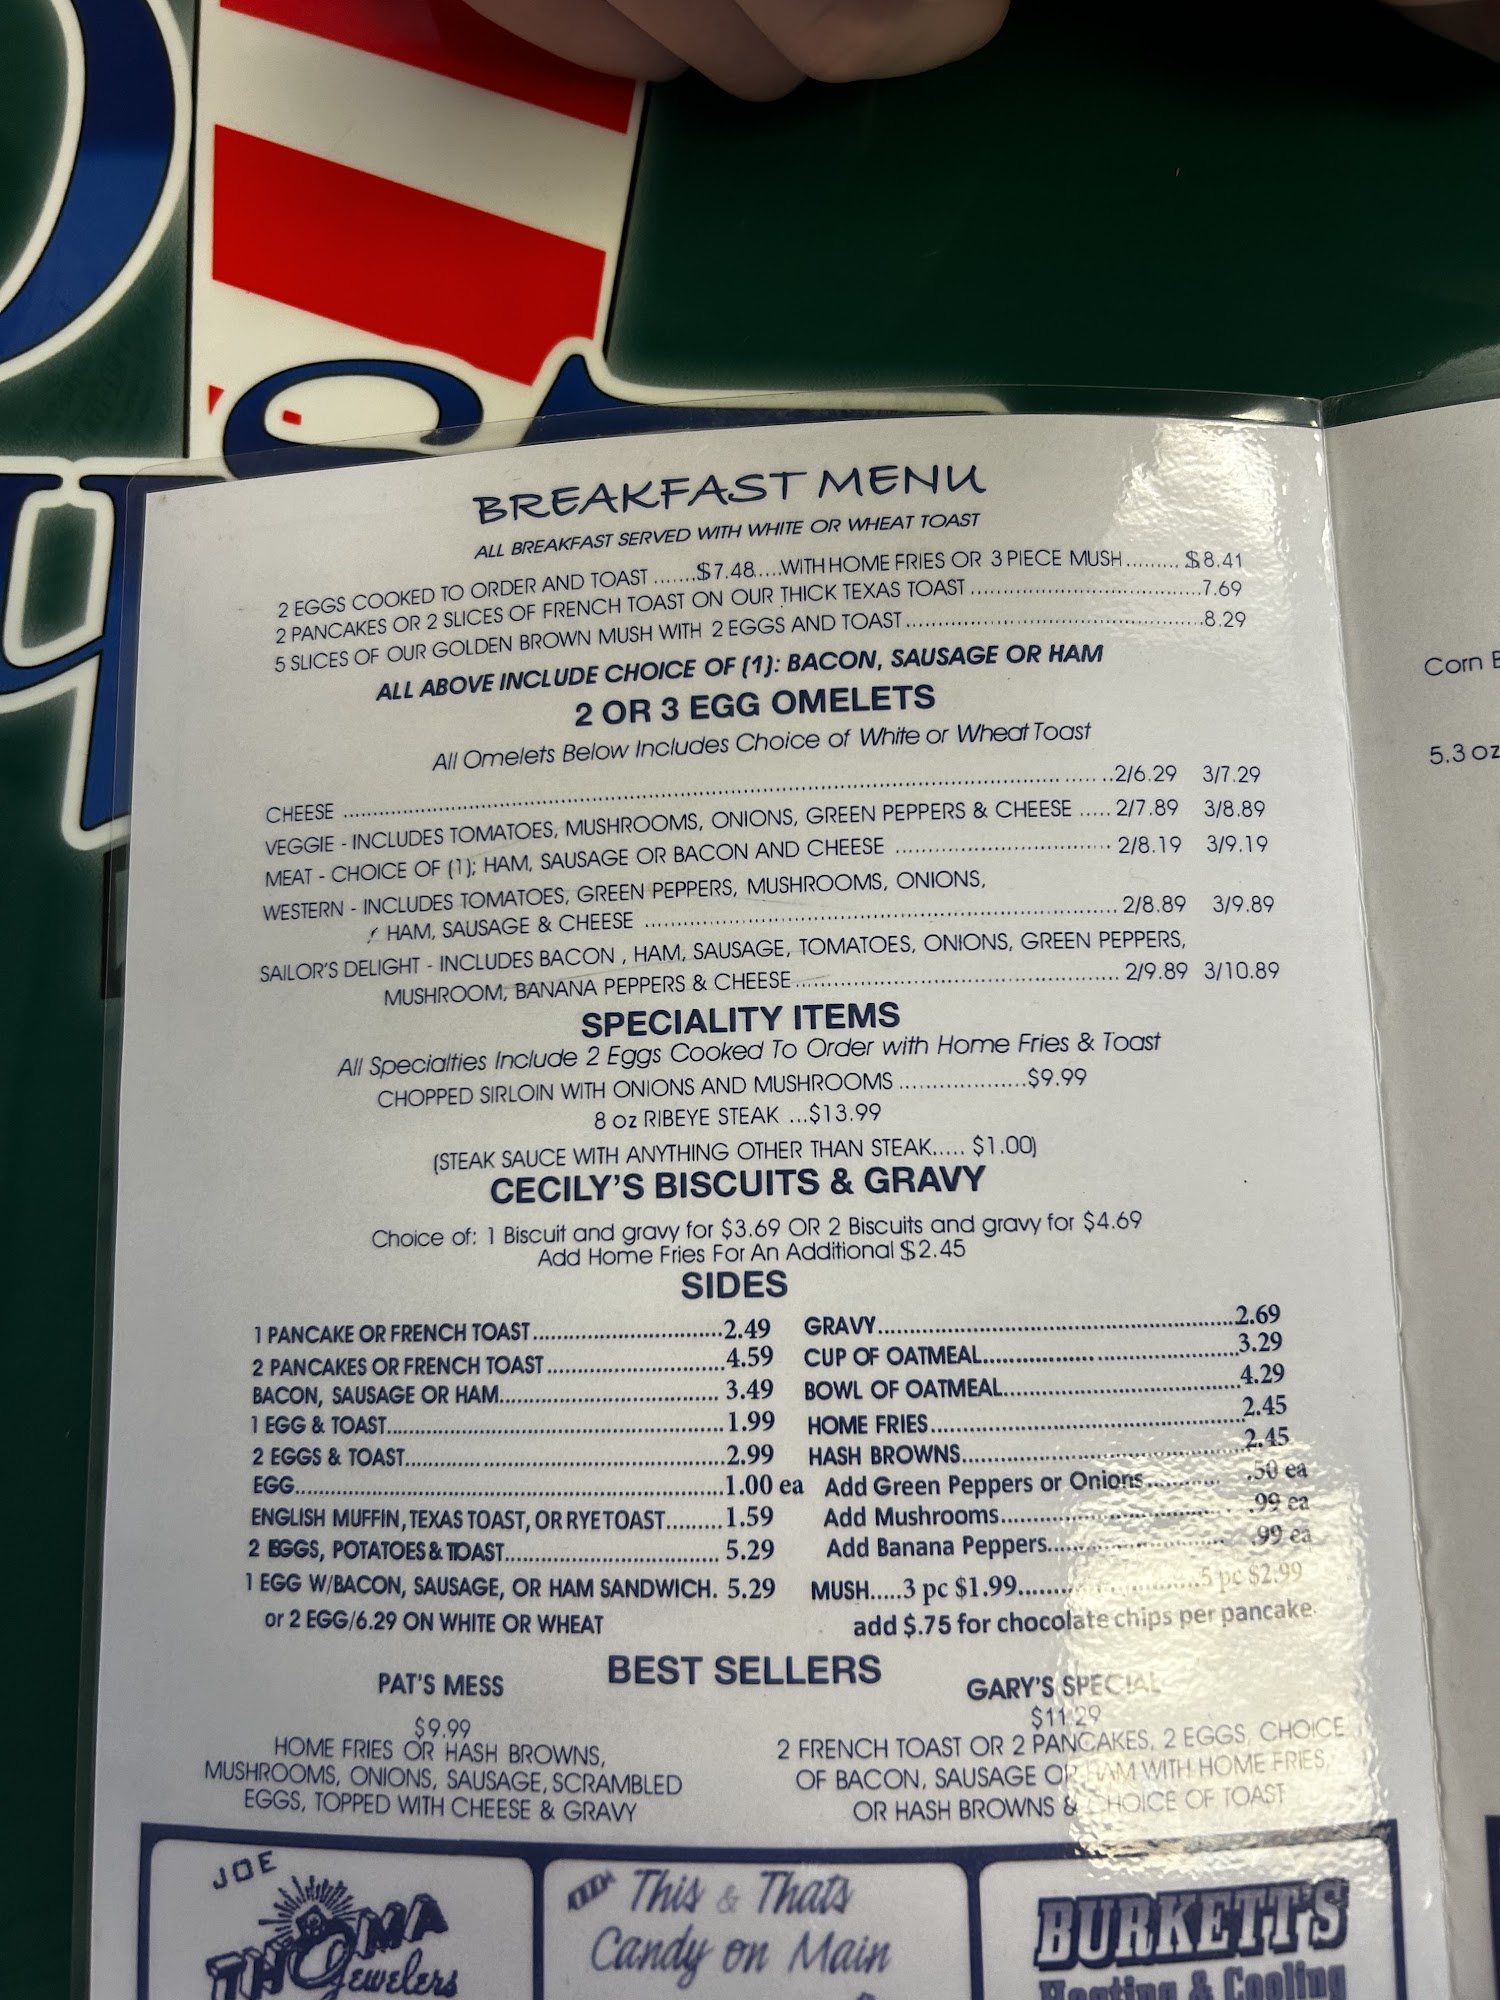 BREAKFAST MENU
ALL BREAKFAST SERVED WITH WHITE OR WHEAT TOAST
2 EGGS COOKED TO ORDER AND TOAST .......$7.48....WITH HOME FRIES OR 3 PIECE MUSH......... $8.41
2 PANCAKES OR 2 SLICES OF FRENCH TOAST ON OUR THICK TEXAS TOAST ....................................7.69
5 SLICES OF OUR GOLDEN BROWN MUSH WITH 2 EGGS AND TOAST..............................................8.29
ALL ABOVE INCLUDE CHOICE OF (1): BACON, SAUSAGE OR HAM
2 OR 3 EGG OMELETS
All Omelets Below Includes Choice of White or Wheat Toast
CHEESE .................................................................................................. 2/6.29 3/7.29
VEGGIE - INCLUDES TOMATOES, MUSHROOMS, ONIONS, GREEN PEPPERS & CHEESE ..... 2/7.89 3/8.89
MEAT - CHOICE OF (1); HAM, SAUSAGE OR BACON AND CHEESE .................................. 2/8.19 3/9.19
WESTERN - INCLUDES TOMATOES, GREEN PEPPERS, MUSHROOMS, ONIONS,
HAM, SAUSAGE & CHEESE ........................................................................ 2/8.89 3/9.89
SAILOR'S DELIGHT - INCLUDES BACON , HAM, SAUSAGE, TOMATOES, ONIONS, GREEN PEPPERS,
MUSHROOM, BANANA PEPPERS & CHEESE.................................................... 2/9.89 3/10.89
SPECIALITY ITEMS
All Specialties Include 2 Eggs Cooked To Order with Home Fries & Toast
CHOPPED SIRLOIN WITH ONIONS AND MUSHROOMS ....................$9.99
8 oz RIBEYE STEAK ...$13.99
(STEAK SAUCE WITH ANYTHING OTHER THAN STEAK..... $1.00)
CECILY'S BISCUITS & GRAVY
Choice of: 1 Biscuit and gravy for $3.69 OR 2 Biscuits and gravy for $4.69
Add Home Fries For An Additional $2.45
SIDES
1 PANCAKE OR FRENCH TOAST..............................2.49
2 PANCAKES OR FRENCH TOAST............................4.59
BACON, SAUSAGE OR HAM................................... 3.49
1 EGG & TOAST......................................................1.99
2 EGGS & TOAST...................................................2.99
EGG....................................................................1.00 ea
ENGLISH MUFFIN, TEXAS TOAST, OR RYE TOAST.........1.59
2 EGGS, POTATOES & TOAST.................................. 5.29
1 EGG W/BACON, SAUSAGE, OR HAM SANDWICH. 5.29
or 2 EGG/6.29 ON WHITE OR WHEAT
GRAVY.........................................................2.69
CUP OF OATMEAL.........................................3.29
BOWL OF OATMEAL......................................4.29
HOME FRIES..................................................2.45
HASH BROWNS.............................................2.45
Add Green Peppers or Onions........... .50 ea
Add Mushrooms................................. .99 ea
Add Banana Peppers.......................... .99 ea
MUSH.....3 pc $1.99............................5 pc $2.99
add $.75 for chocolate chips per pancake.
BEST SELLERS
PAT'S MESS
$9.99
HOME FRIES OR HASH BROWNS,
MUSHROOMS, ONIONS, SAUSAGE, SCRAMBLED
EGGS, TOPPED WITH CHEESE & GRAVY
GARY'S SPECIAL
$11.29
2 FRENCH TOAST OR 2 PANCAKES, 2 EGGS, CHOICE
OF BACON, SAUSAGE OR HAM WITH HOME FRIES,
OR HASH BROWNS & CHOICE OF TOAST
JOE
THOMA
Jewelers
This & Thats
Candy on Main
BURKETT'S
Heating & Cooling
Corn
5.3 oz